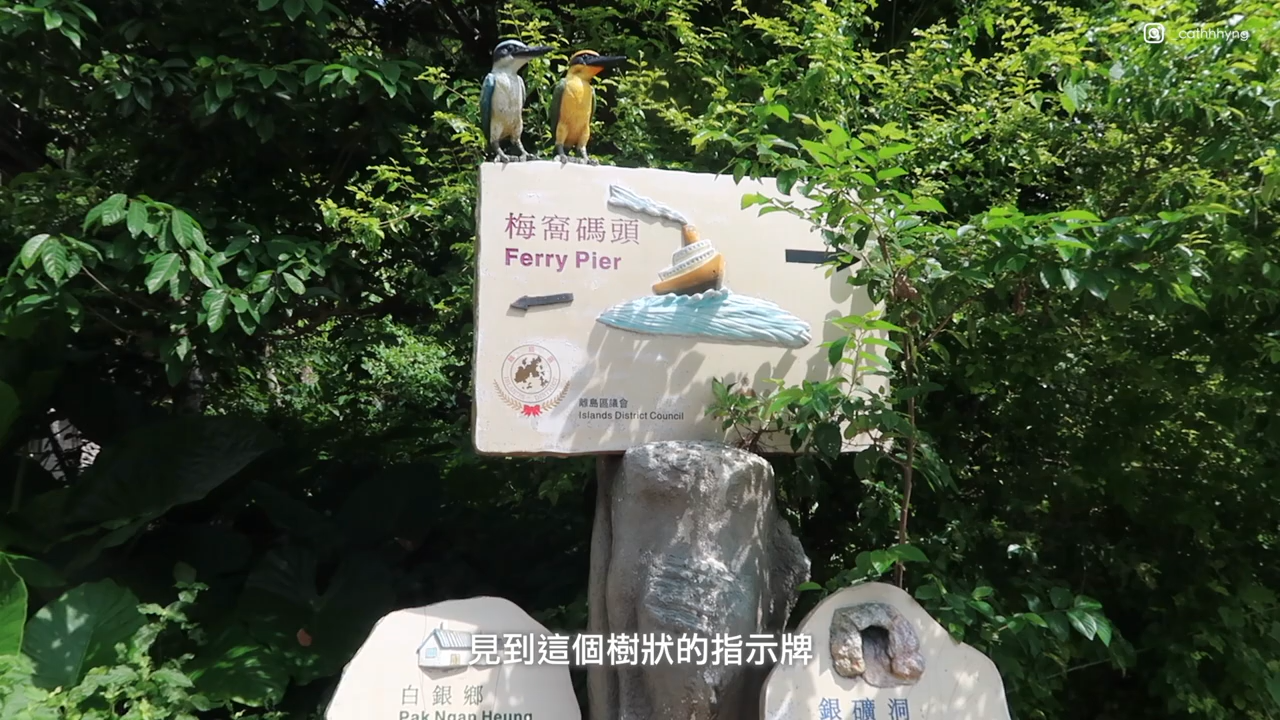 _cathhhyng
梅窩碼頭
Ferry Pier
離島區議會
Islands District Council
見到這個樹狀的指示牌
白銀鄉
Pak Ngan Heung
銀礦洞